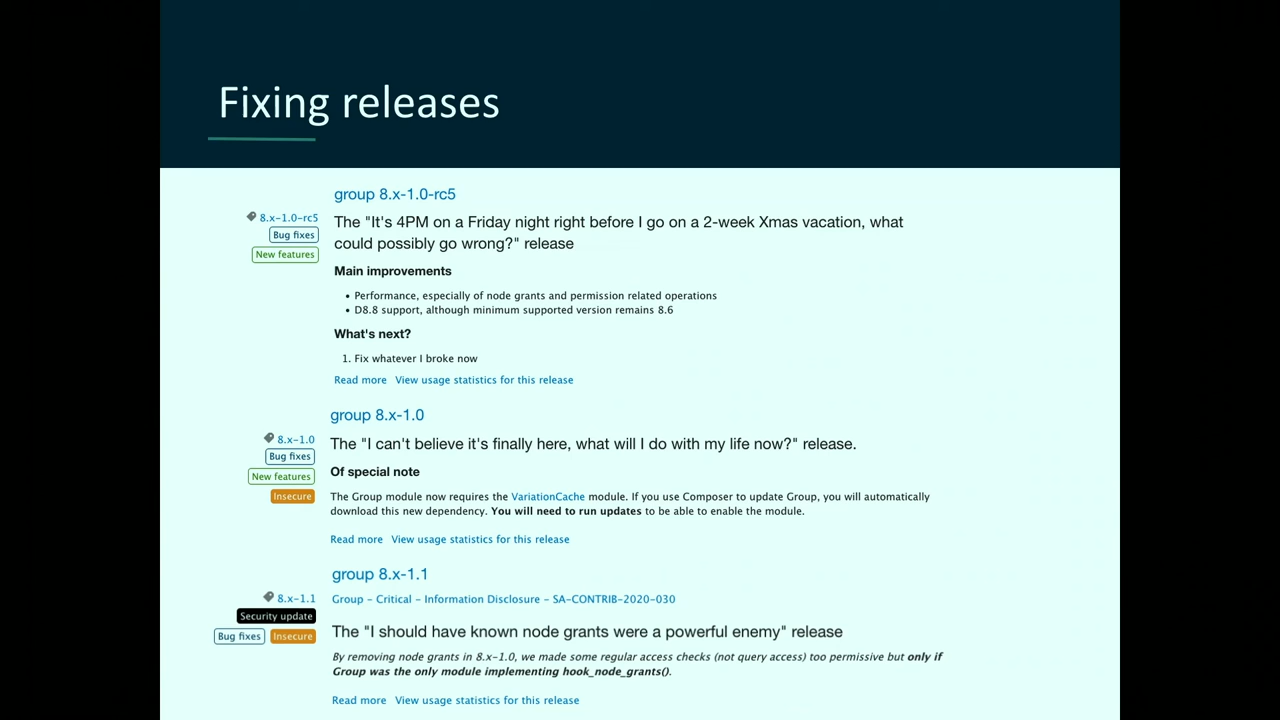 Fixing releases
group 8.x-1.0-rc5
8.x-1.0-rc5
Bug fixes
New features
The "It's 4PM on a Friday night right before I go on a 2-week Xmas vacation, what
could possibly go wrong?" release
Main improvements
• Performance, especially of node grants and permission related operations
• D8.8 support, although minimum supported version remains 8.6
What's next?
1. Fix whatever I broke now
Read more View usage statistics for this release
group 8.x-1.0
8.x-1.0
Bug fixes
New features
Insecure
The "I can't believe it's finally here, what will I do with my life now?" release.
Of special note
The Group module now requires the VariationCache module. If you use Composer to update Group, you will automatically
download this new dependency. You will need to run updates to be able to enable the module.
Read more View usage statistics for this release
group 8.x-1.1
8.x-1.1
Security update
Bug fixes Insecure
Group - Critical - Information Disclosure - SA-CONTRIB-2020-030
The "I should have known node grants were a powerful enemy" release
By removing node grants in 8.x-1.0, we made some regular access checks (not query access) too permissive but only if
Group was the only module implementing hook_node_grants().
Read more View usage statistics for this release